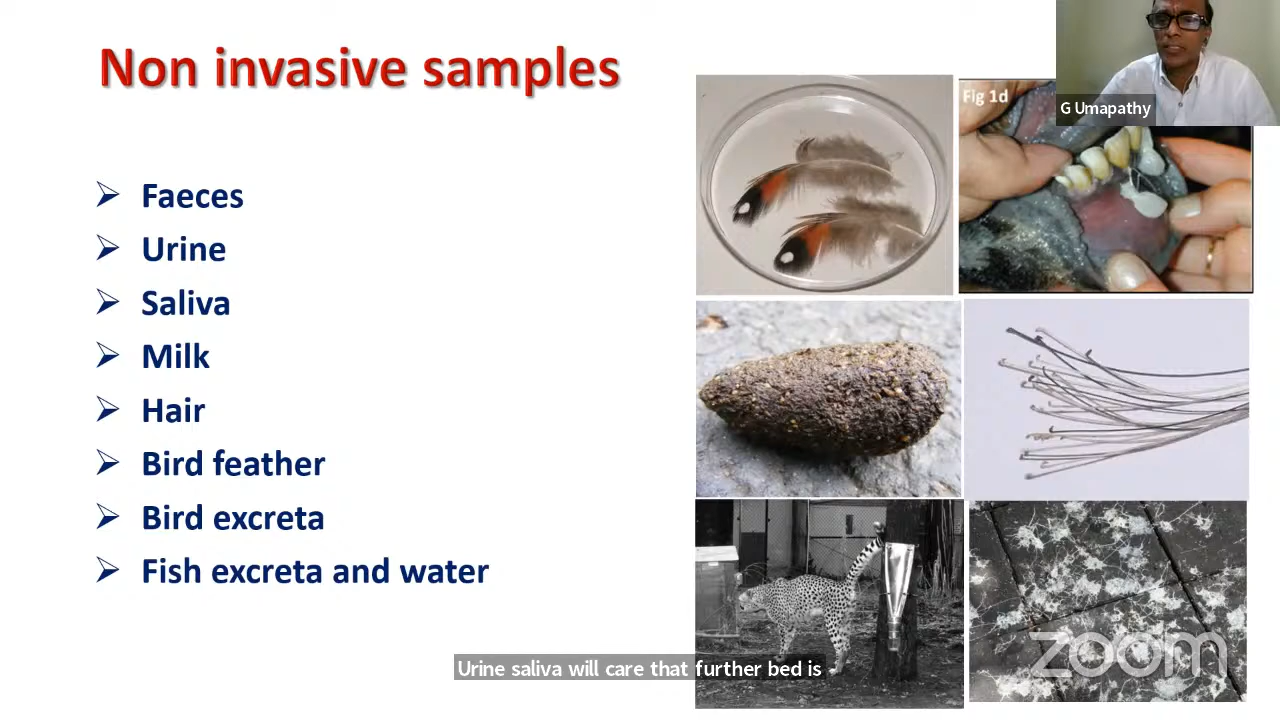 Non invasive samples
Fig 1d
G Umapathy
Faeces
Urine
Saliva
Milk
Hair
Bird feather
Bird excreta
Fish excreta and water
zoom
Urine saliva will care that further bed is